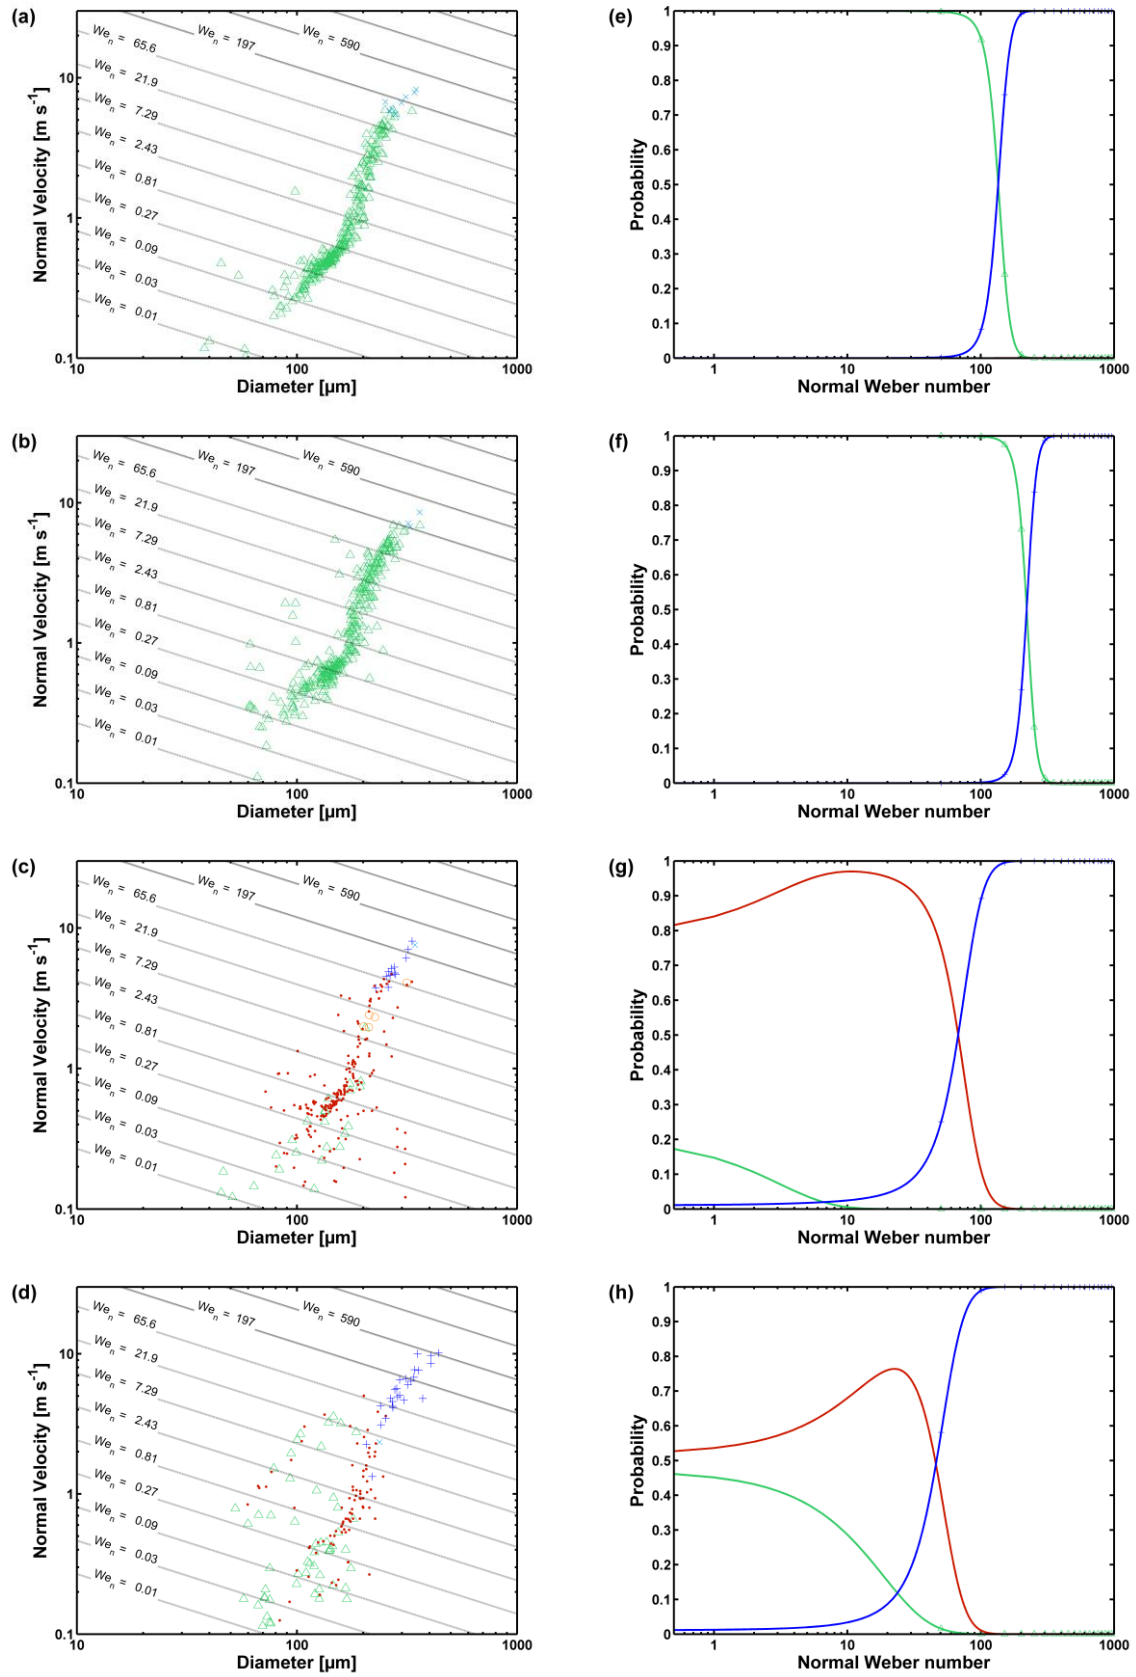 (a)
We_n = 65.6
We_n = 197
We_n = 590
We_n = 21.9
We_n = 7.29
We_n = 2.43
We_n = 0.81
We_n = 0.27
We_n = 0.09
We_n = 0.03
We_n = 0.01
10
1
0.1
Normal Velocity [m s⁻¹]
10
100
1000
Diameter [µm]
(e)
1
0.9
0.8
0.7
0.6
0.5
0.4
0.3
0.2
0.1
0
Probability
1
10
100
1000
Normal Weber number
(b)
We_n = 65.6
We_n = 197
We_n = 590
We_n = 21.9
We_n = 7.29
We_n = 2.43
We_n = 0.81
We_n = 0.27
We_n = 0.09
We_n = 0.03
We_n = 0.01
10
1
0.1
Normal Velocity [m s⁻¹]
10
100
1000
Diameter [µm]
(f)
1
0.9
0.8
0.7
0.6
0.5
0.4
0.3
0.2
0.1
0
Probability
1
10
100
1000
Normal Weber number
(c)
We_n = 65.6
We_n = 197
We_n = 590
We_n = 21.9
We_n = 7.29
We_n = 2.43
We_n = 0.81
We_n = 0.27
We_n = 0.09
We_n = 0.03
We_n = 0.01
10
1
0.1
Normal Velocity [m s⁻¹]
10
100
1000
Diameter [µm]
(g)
1
0.9
0.8
0.7
0.6
0.5
0.4
0.3
0.2
0.1
0
Probability
1
10
100
1000
Normal Weber number
(d)
We_n = 65.6
We_n = 197
We_n = 590
We_n = 21.9
We_n = 7.29
We_n = 2.43
We_n = 0.81
We_n = 0.27
We_n = 0.09
We_n = 0.03
We_n = 0.01
10
1
0.1
Normal Velocity [m s⁻¹]
10
100
1000
Diameter [µm]
(h)
1
0.9
0.8
0.7
0.6
0.5
0.4
0.3
0.2
0.1
0
Probability
1
10
100
1000
Normal Weber number